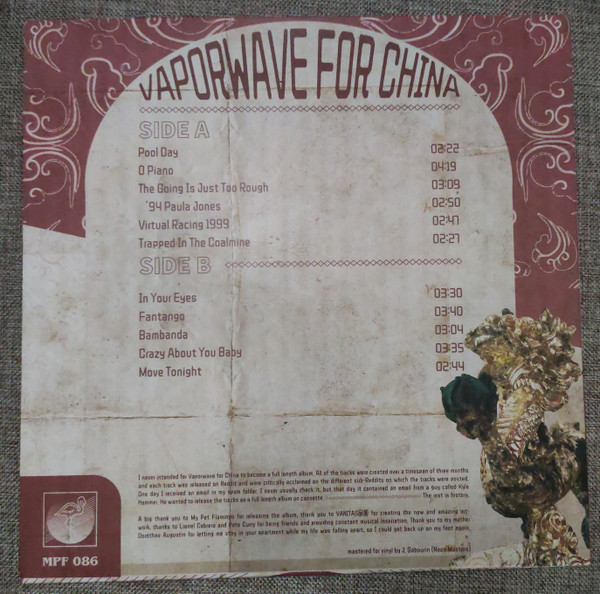 VAPORWAVE FOR CHINA
SIDE A
Pool Day 02:22
O Piano 04:19
The Going Is Just Too Rough 03:09
'94 Paula Jones 02:50
Virtual Racing 1999 02:47
Trapped In The Coalmine 02:27
SIDE B
In Your Eyes 03:30
Fantango 03:40
Bambanda 03:04
Crazy About You Baby 03:35
Move Tonight 02:44
I never intended for Vaporwave for China to become a full length album. All of the tracks were created over a timespan of three months
and each track was released on Reddit and were critically acclaimed on the different sub-Reddits on which the tracks were posted.
One day I received an email in my spam folder. I never usually check it, but that day it contained an email from a guy called Kyle
Hammer. He wanted to release the tracks as a full length album on cassette. The rest is history.
A big thank you to My Pet Flamingo for releasing the album, thank you to VANITAS for creating the new and amazing art-
work, thanks to Lionel Cabana and Pete Curry for being friends and providing constant musical inspiration. Thank you to my mother
Dorothee Augustin for letting me stay in your apartment while my life was falling apart, so I could get back up on my feet again.
mastered for vinyl by J. Sabourin (Neco Masters)
MPF 086